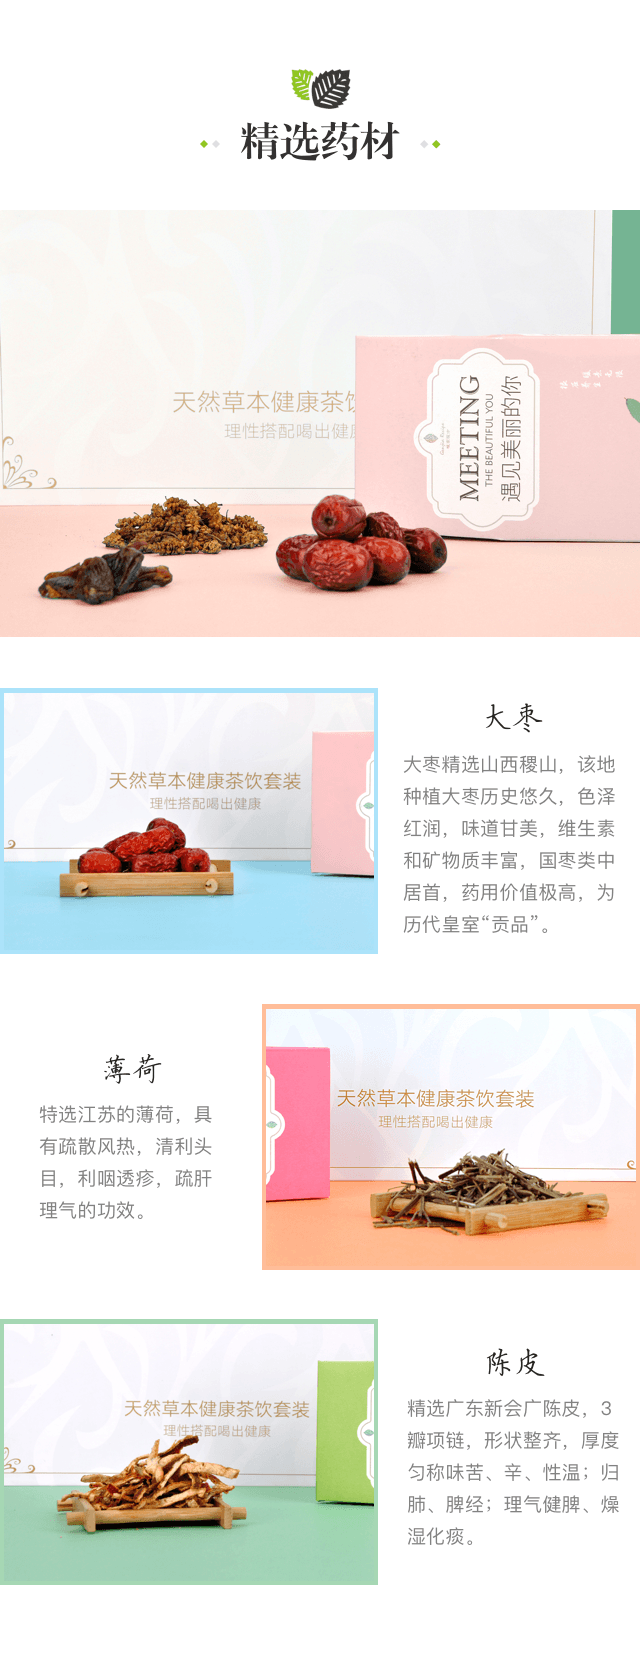 精选药材
天然草本健康茶饮
理性搭配喝出健康
MEETING
THE BEAUTIFUL YOU
遇见美丽的你
大枣
大枣精选山西稷山，该地
种植大枣历史悠久，色泽
红润，味道甘美，维生素
和矿物质丰富，国枣类中
居首，药用价值极高，为
历代皇室“贡品”。
天然草本健康茶饮套装
理性搭配喝出健康
薄荷
特选江苏的薄荷，具
有疏散风热，清利头
目，利咽透疹，疏肝
理气的功效。
天然草本健康茶饮套装
理性搭配喝出健康
陈皮
精选广东新会广陈皮，3
瓣项链，形状整齐，厚度
匀称味苦、辛、性温；归
肺、脾经；理气健脾、燥
湿化痰。
天然草本健康茶饮套装
理性搭配喝出健康